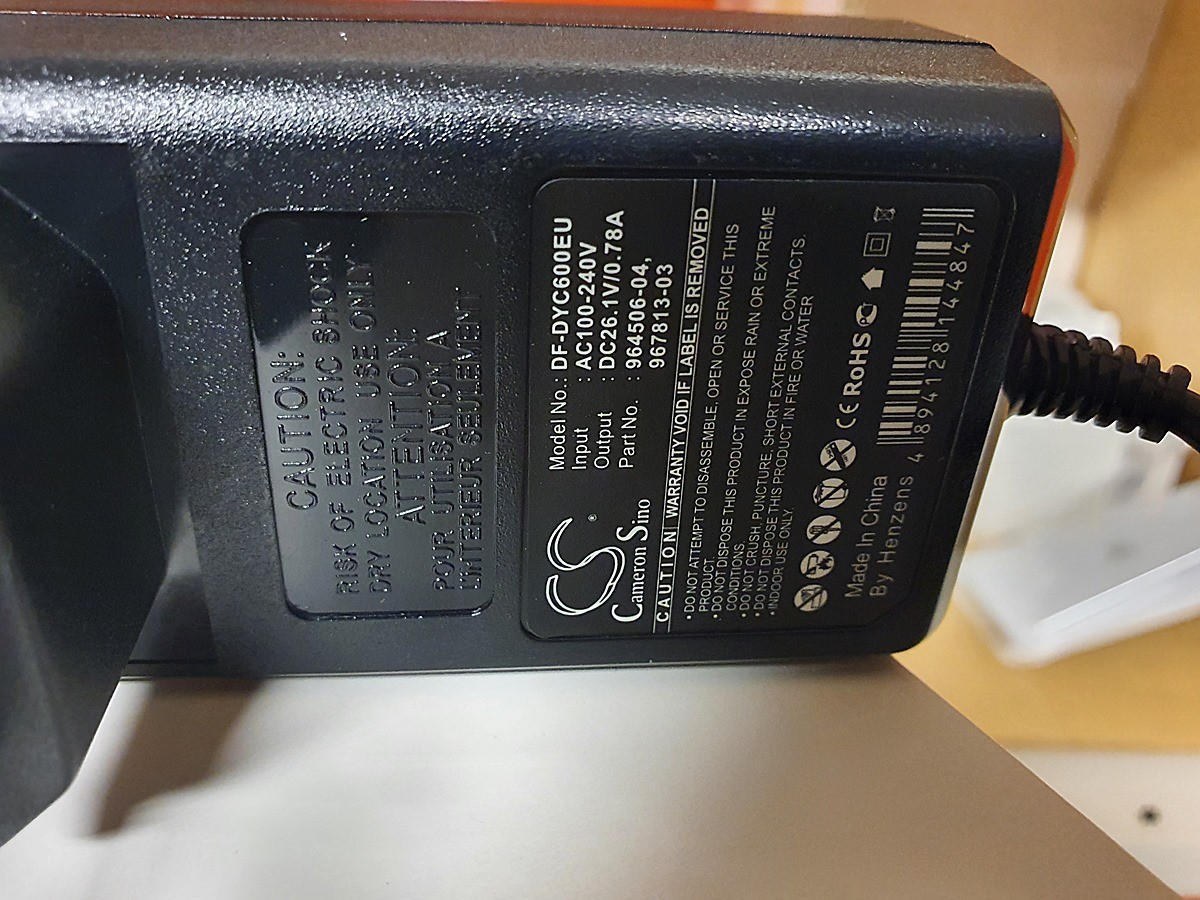 CAUTION:
RISK OF ELECTRIC SHOCK
DRY LOCATION USE ONLY.
ATTENTION:
POUR UTILISATION A
L'INTERIEUR SEULEMENT
CS
Cameron Sino
Model No.: DF-DYC600EU
Input : AC100-240V
Output : DC26.1V/0.78A
Part No. : 964506-04,
967813-03
CAUTION! WARRANTY VOID IF LABEL IS REMOVED
• DO NOT ATTEMPT TO DISASSEMBLE, OPEN OR SERVICE THIS
PRODUCT.
• DO NOT DISPOSE THIS PRODUCT IN EXPOSE RAIN OR EXTREME
CONDITIONS
• DO NOT CRUSH, PUNCTURE, SHORT EXTERNAL CONTACTS.
• DO NOT DISPOSE THIS PRODUCT IN FIRE OR WATER
• INDOOR USE ONLY.
CE RoHS
Made In China
By Henzens
4 894128 144847